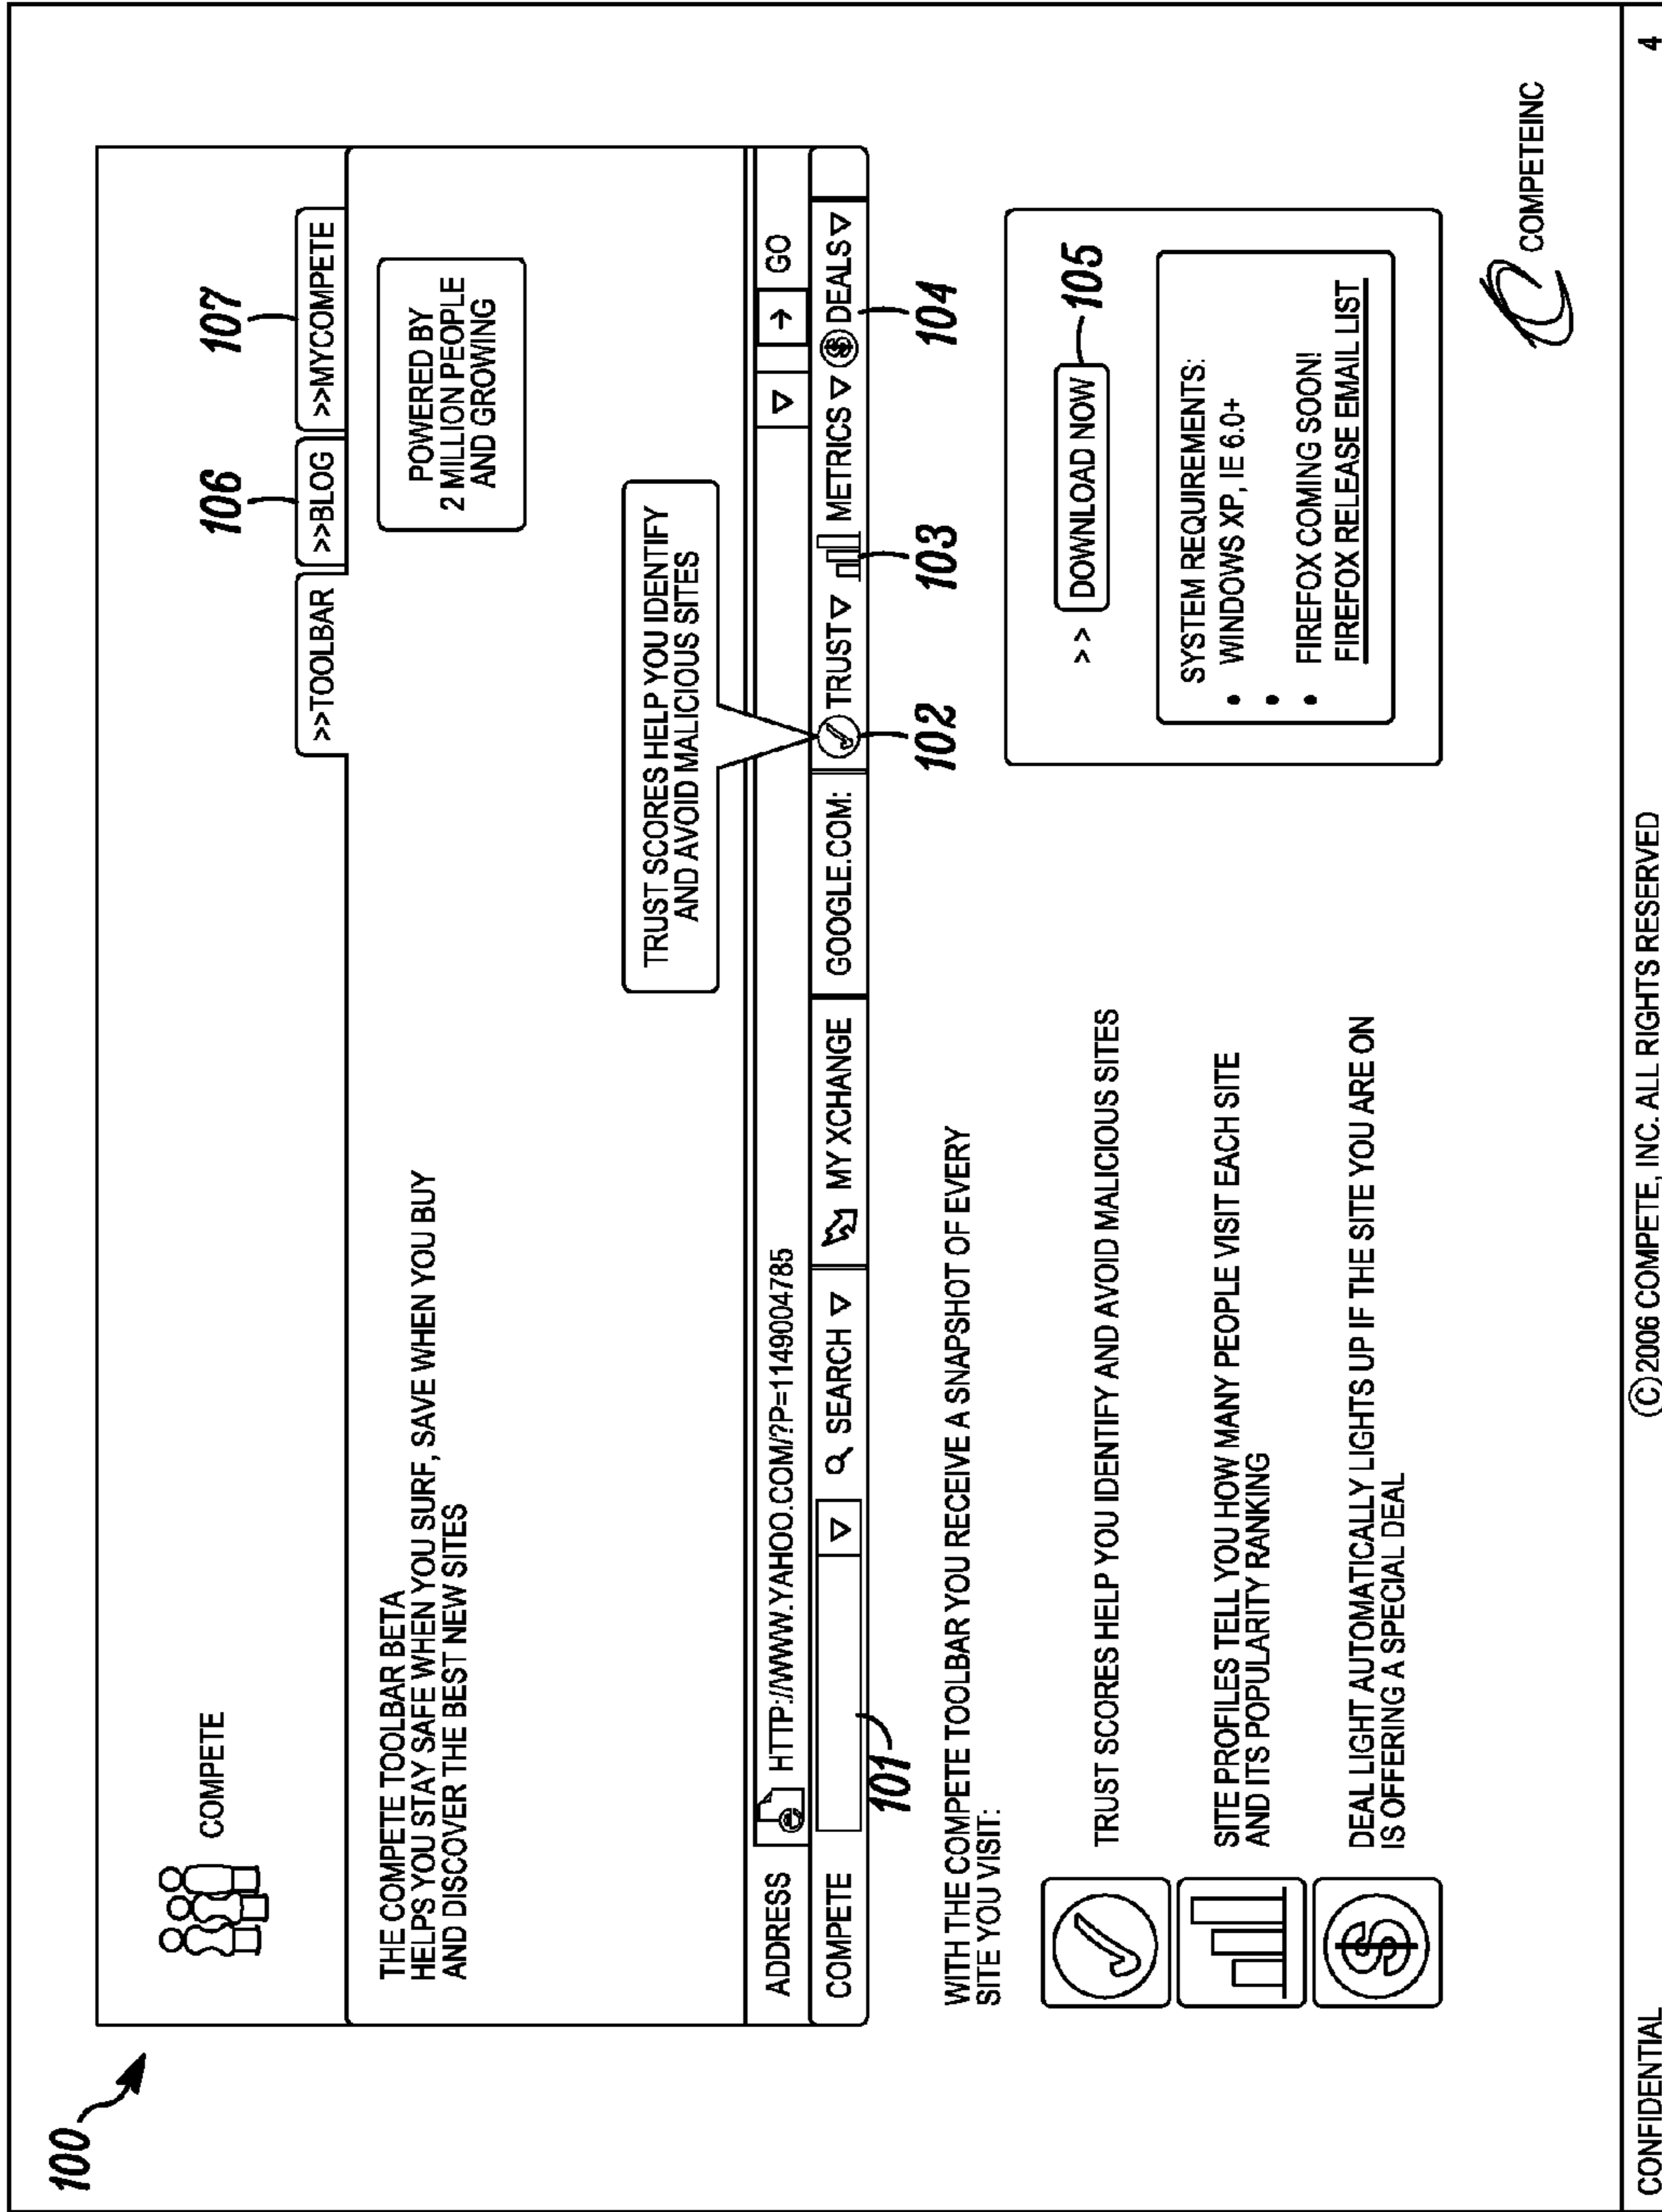 100
COMPETE
106
107
>>TOOLBAR
>>BLOG
>>MYCOMPETE
THE COMPETE TOOLBAR BETA
HELPS YOU STAY SAFE WHEN YOU SURF, SAVE WHEN YOU BUY
AND DISCOVER THE BEST NEW SITES
POWERED BY
2 MILLION PEOPLE
AND GROWING
TRUST SCORES HELP YOU IDENTIFY
AND AVOID MALICIOUS SITES
ADDRESS HTTP://WWW.YAHOO.COM/?P=1149004785 GO
COMPETE SEARCH MY XCHANGE GOOGLE.COM: TRUST METRICS $ DEALS
101
102
103
104
WITH THE COMPETE TOOLBAR YOU RECEIVE A SNAPSHOT OF EVERY
SITE YOU VISIT:
TRUST SCORES HELP YOU IDENTIFY AND AVOID MALICIOUS SITES
SITE PROFILES TELL YOU HOW MANY PEOPLE VISIT EACH SITE
AND ITS POPULARITY RANKING
$
DEAL LIGHT AUTOMATICALLY LIGHTS UP IF THE SITE YOU ARE ON
IS OFFERING A SPECIAL DEAL
>> DOWNLOAD NOW
105
SYSTEM REQUIREMENTS:
• WINDOWS XP, IE 6.0+
•
• FIREFOX COMING SOON!
FIREFOX RELEASE EMAIL LIST
COMPETEINC
CONFIDENTIAL
©2006 COMPETE, INC. ALL RIGHTS RESERVED
4